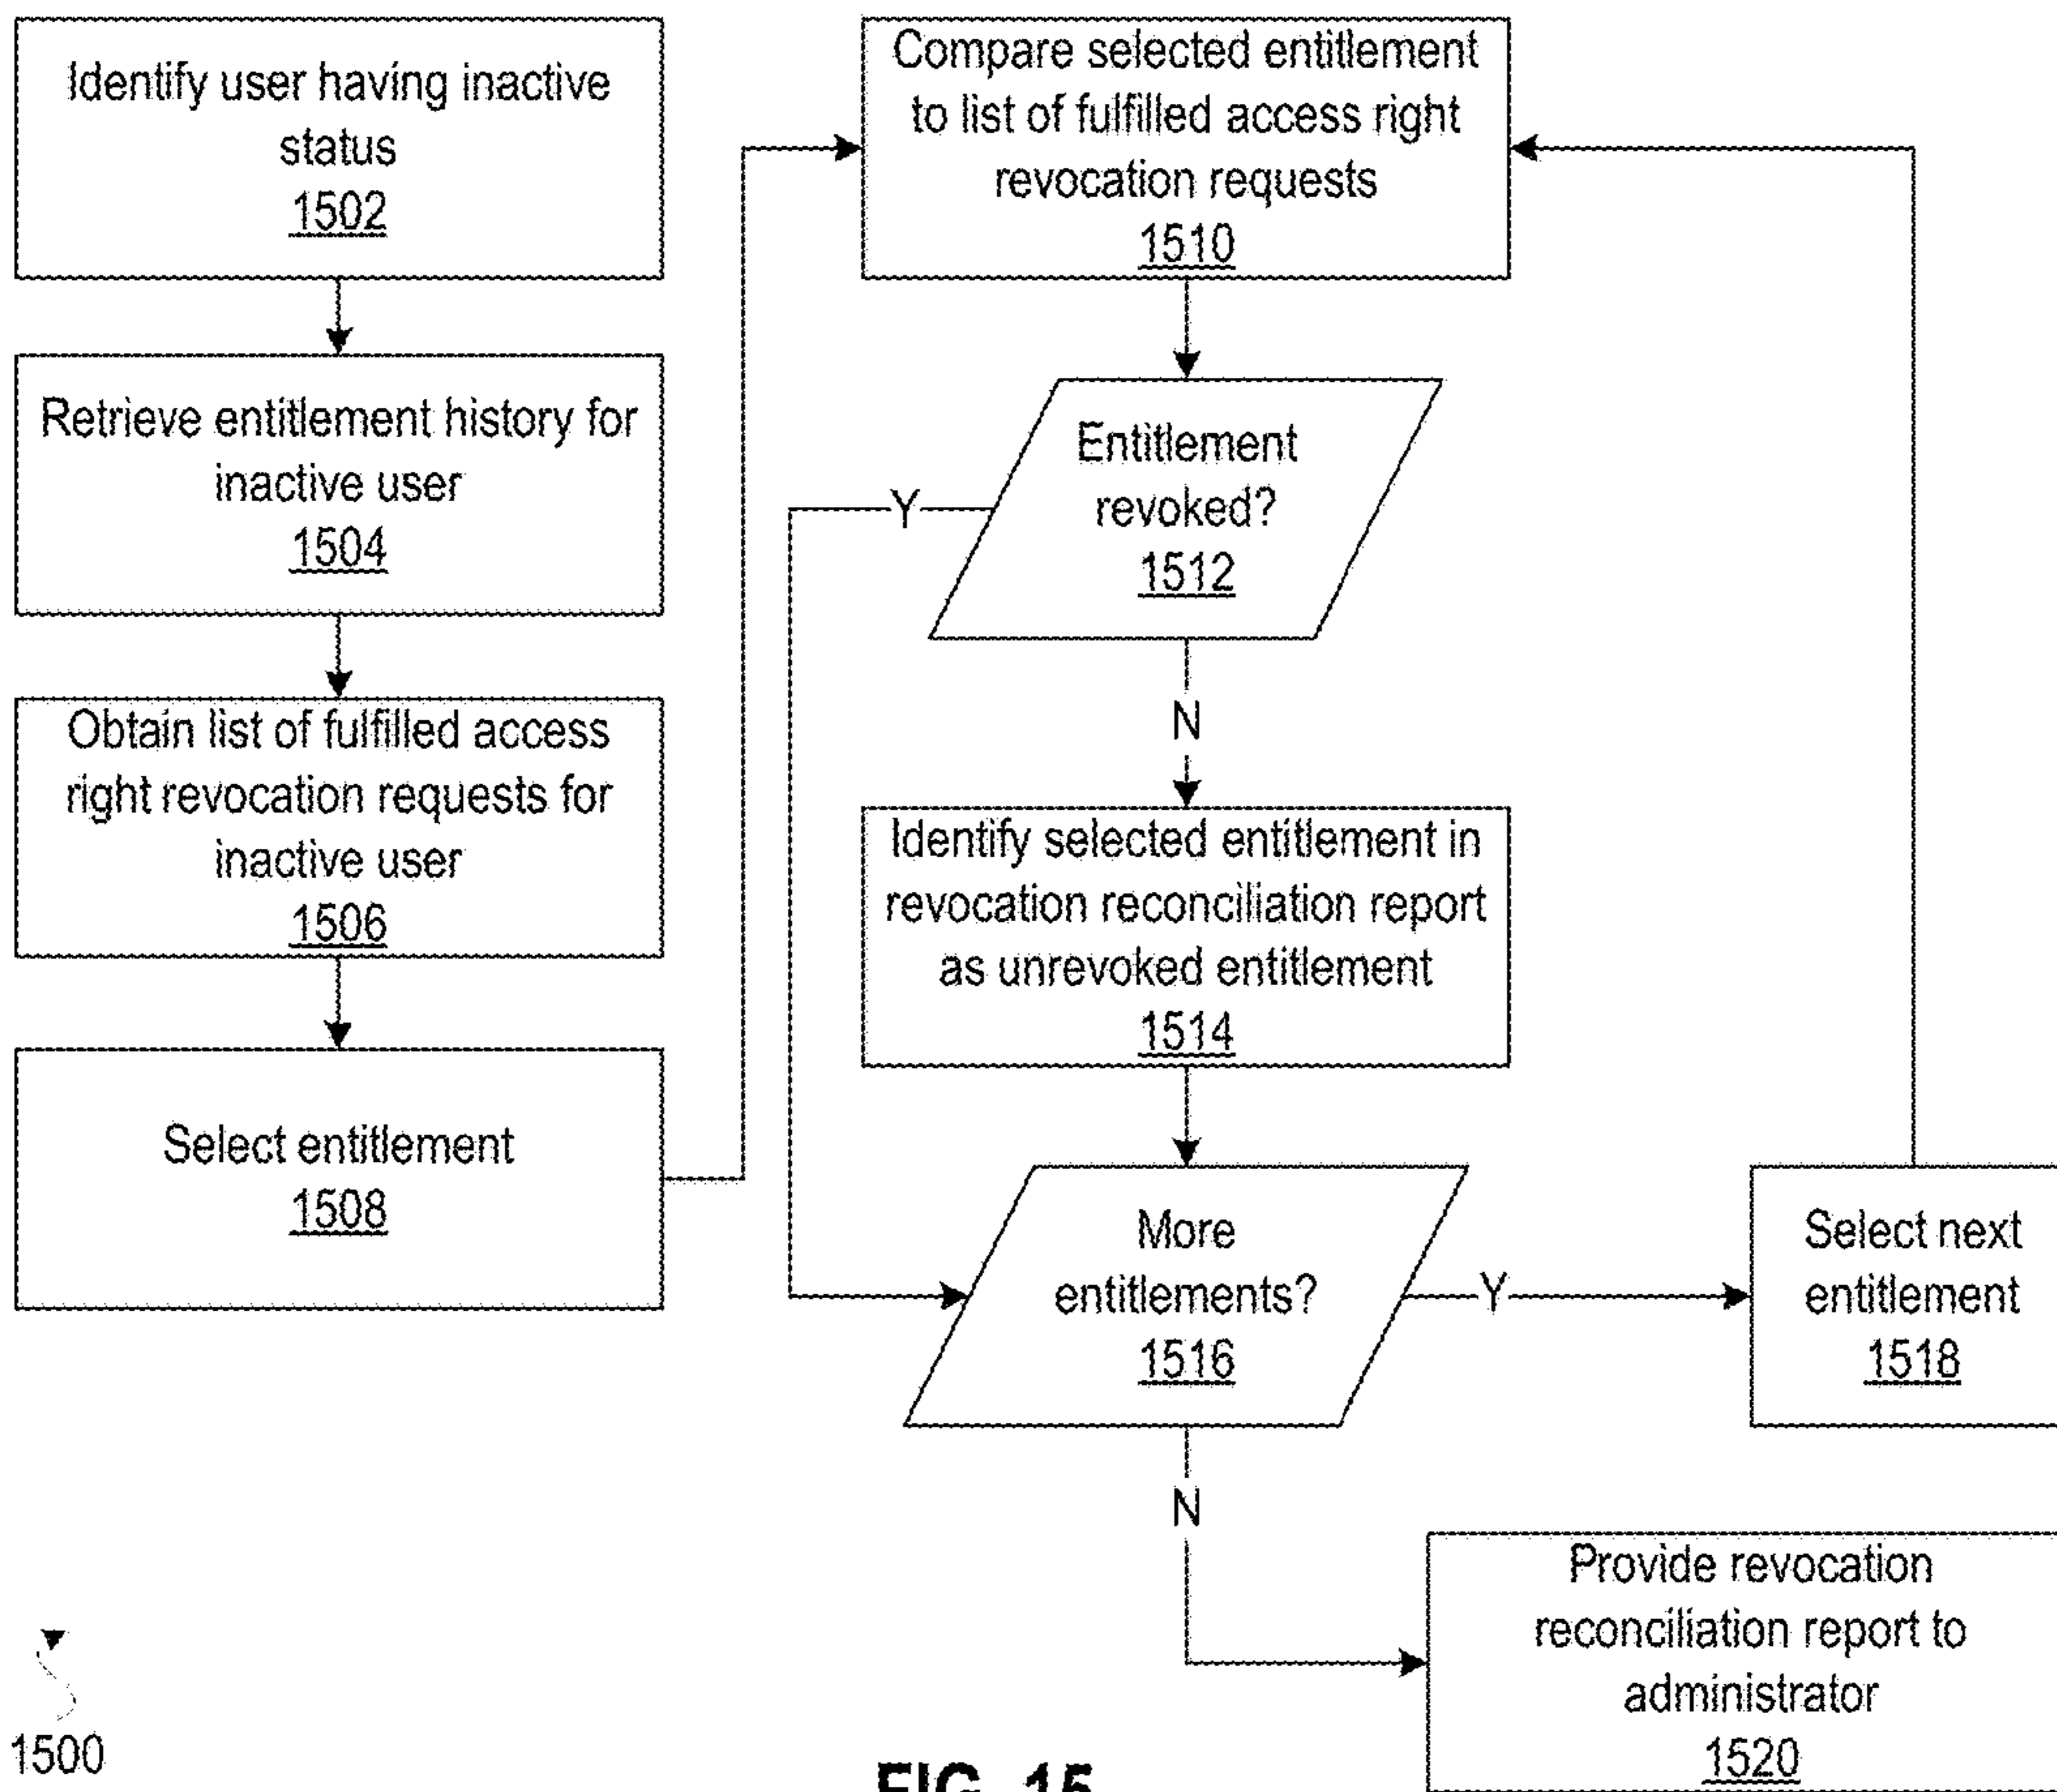 Identify user having inactive
status
1502
Retrieve entitlement history for
inactive user
1504
Obtain list of fulfilled access
right revocation requests for
inactive user
1506
Select entitlement
1508
Compare selected entitlement
to list of fulfilled access right
revocation requests
1510
Entitlement
revoked?
1512
Y
N
Identify selected entitlement in
revocation reconciliation report
as unrevoked entitlement
1514
More
entitlements?
1516
Y
Select next
entitlement
1518
N
Provide revocation
reconciliation report to
administrator
1520
1500
FIG. 15